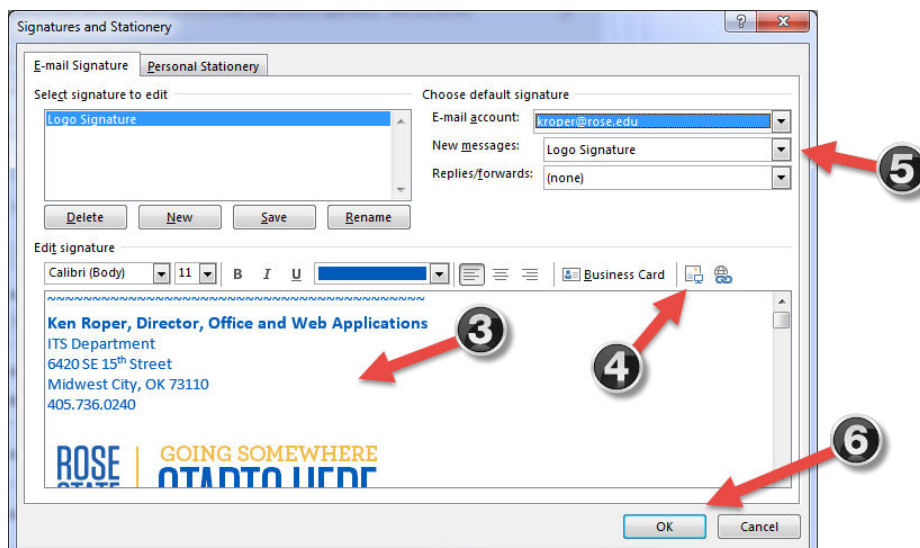 Signatures and Stationery
?
E-mail Signature Personal Stationery
Select signature to edit
Logo Signature
Delete New Save Rename
Choose default signature
E-mail account: kroper@rose.edu
New messages: Logo Signature
Replies/forwards: (none)
5
Edit signature
Calibri (Body) 11 B I U Business Card
~~~~~~~~~~~~~~~~~~~~~~~~~~~~~~~~~~~~~~~~~~
Ken Roper, Director, Office and Web Applications
ITS Department
6420 SE 15th Street
Midwest City, OK 73110
405.736.0240
3
4
ROSE
STATE
GOING SOMEWHERE
STARTS HERE
6
OK Cancel